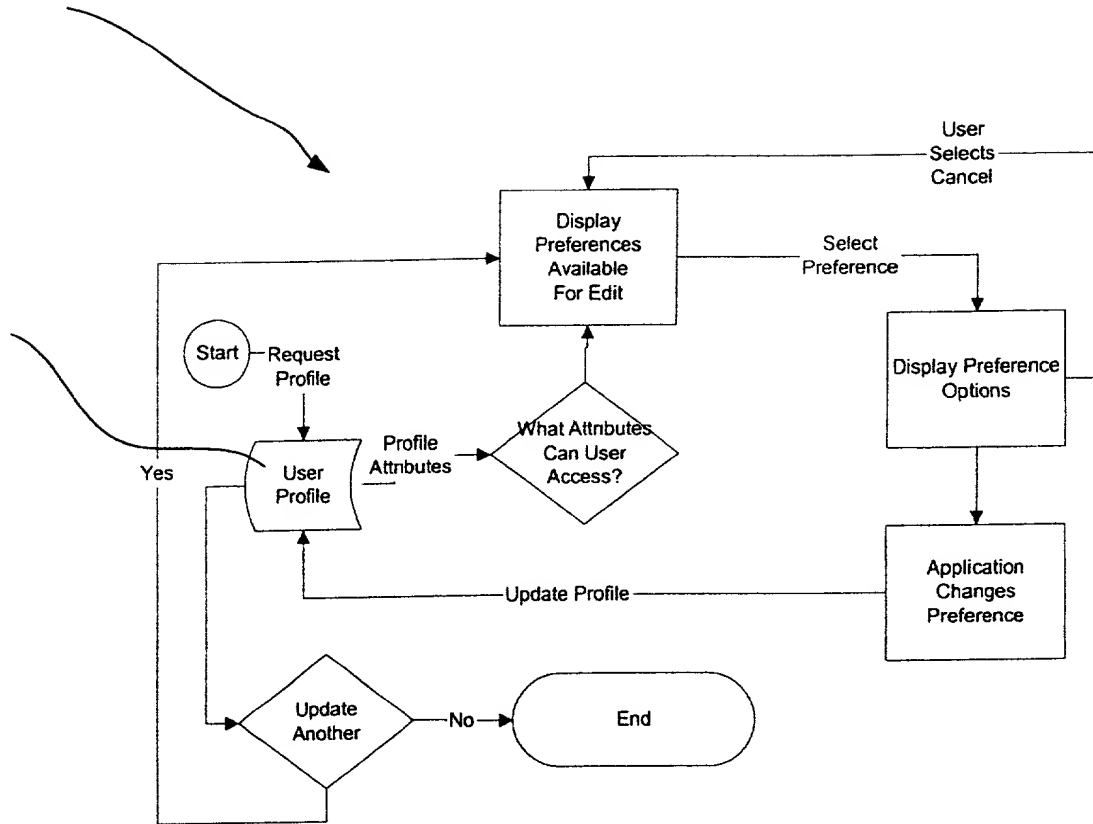 User
Selects
Cancel
Display
Preferences
Available
For Edit
Select
Preference
Start
Request
Profile
Display Preference
Options
What Attributes
Can User
Access?
Profile
Attributes
User
Profile
Yes
Application
Changes
Preference
Update Profile
Update
Another
No
End